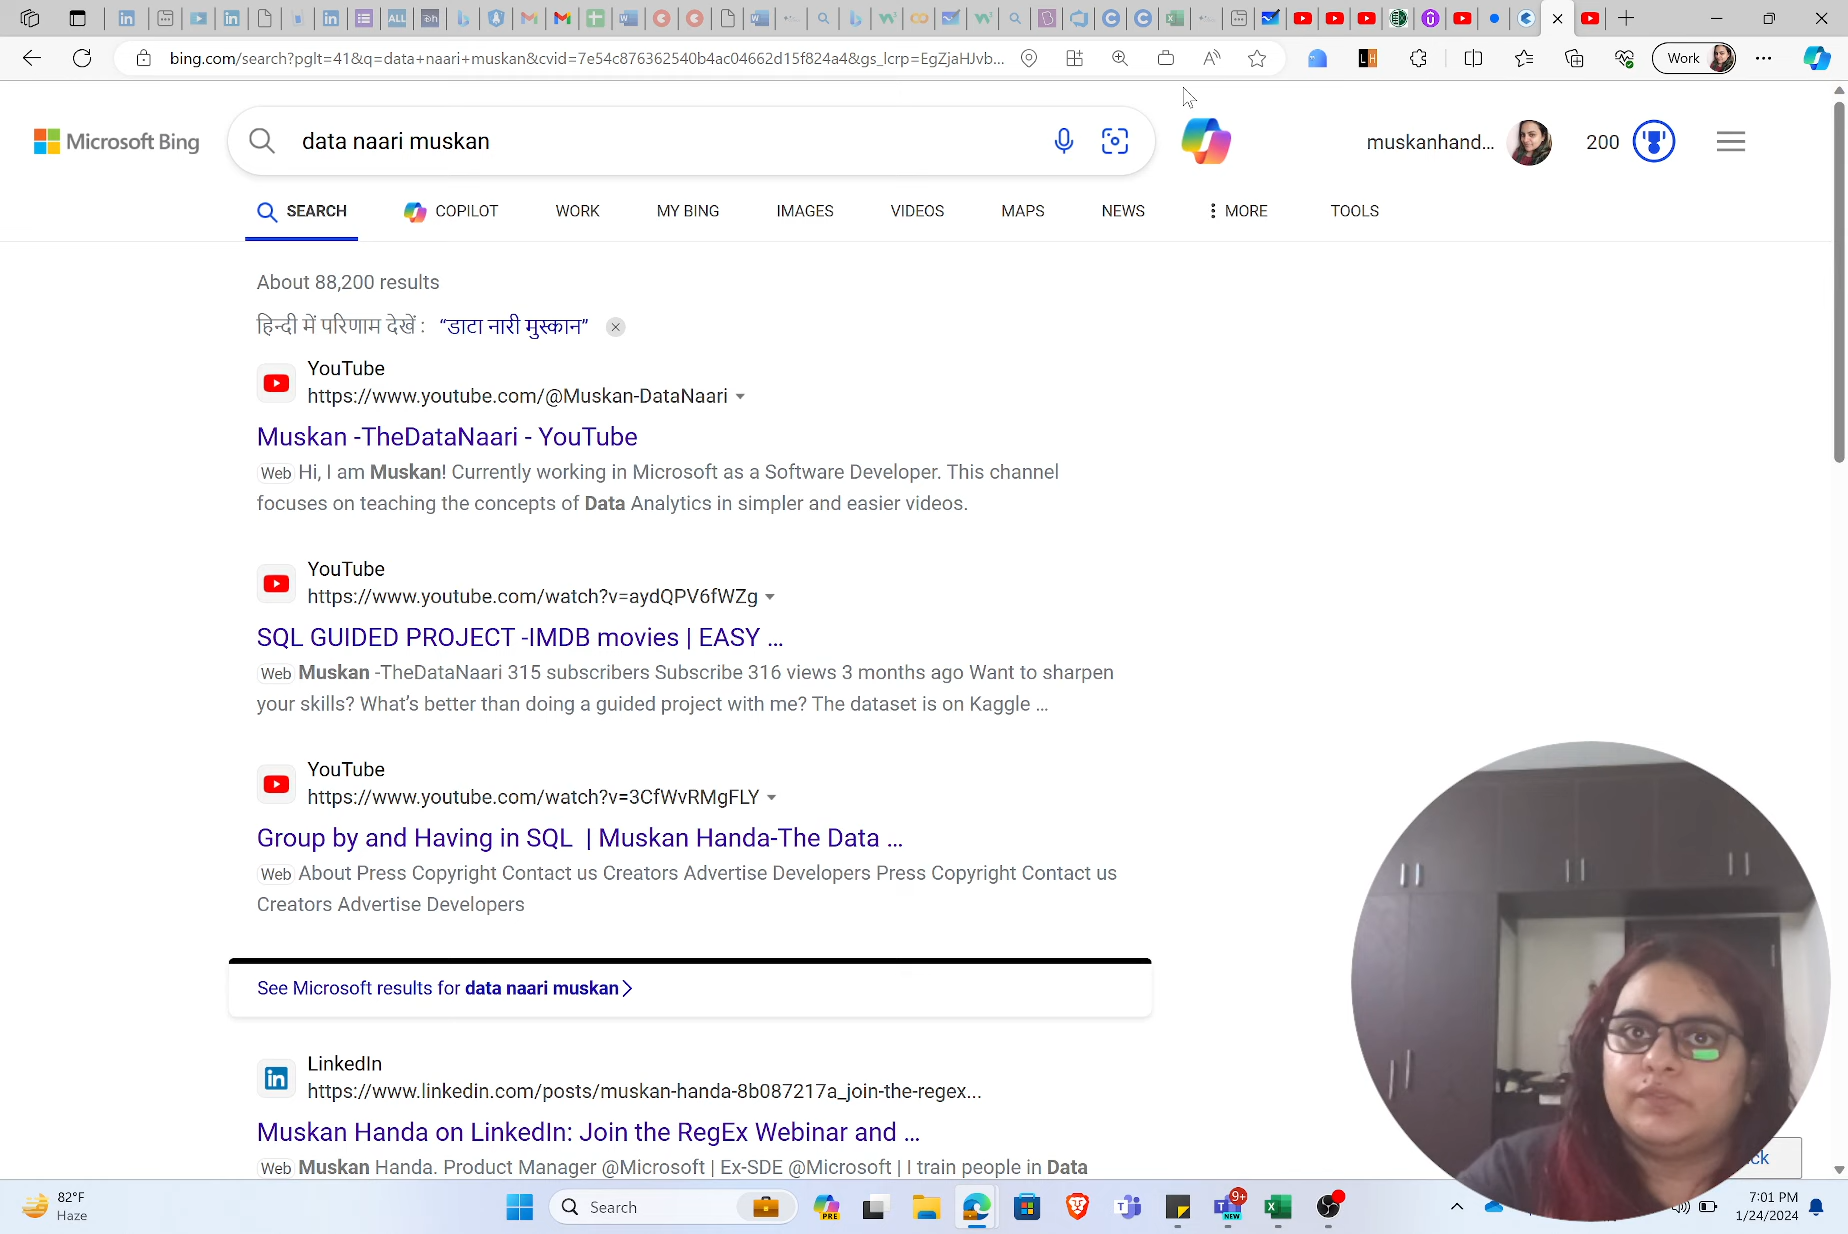 bing.com/search?pglt=41&q=data+naari+muskan&cvid=7e54c876362540b4ac04662d15f824a4&gs_lcrp=EgZjaHJvb...
Work
Microsoft Bing
data naari muskan
muskanhand...
200
SEARCH
COPILOT
WORK
MY BING
IMAGES
VIDEOS
MAPS
NEWS
MORE
TOOLS
About 88,200 results
हिन्दी में परिणाम देखें : “डाटा नारी मुस्कान”
YouTube
https://www.youtube.com/@Muskan-DataNaari
Muskan -TheDataNaari - YouTube
Web Hi, I am Muskan! Currently working in Microsoft as a Software Developer. This channel
focuses on teaching the concepts of Data Analytics in simpler and easier videos.
YouTube
https://www.youtube.com/watch?v=aydQPV6fWZg
SQL GUIDED PROJECT -IMDB movies | EASY ...
Web Muskan -TheDataNaari 315 subscribers Subscribe 316 views 3 months ago Want to sharpen
your skills? What's better than doing a guided project with me? The dataset is on Kaggle ...
YouTube
https://www.youtube.com/watch?v=3CfWvRMgFLY
Group by and Having in SQL | Muskan Handa-The Data ...
Web About Press Copyright Contact us Creators Advertise Developers Press Copyright Contact us
Creators Advertise Developers
See Microsoft results for data naari muskan
LinkedIn
https://www.linkedin.com/posts/muskan-handa-8b087217a_join-the-regex...
Muskan Handa on LinkedIn: Join the RegEx Webinar and ...
Web Muskan Handa. Product Manager @Microsoft | Ex-SDE @Microsoft | I train people in Data
82°F
Haze
Search
PRE
9+
NEW
7:01 PM
1/24/2024